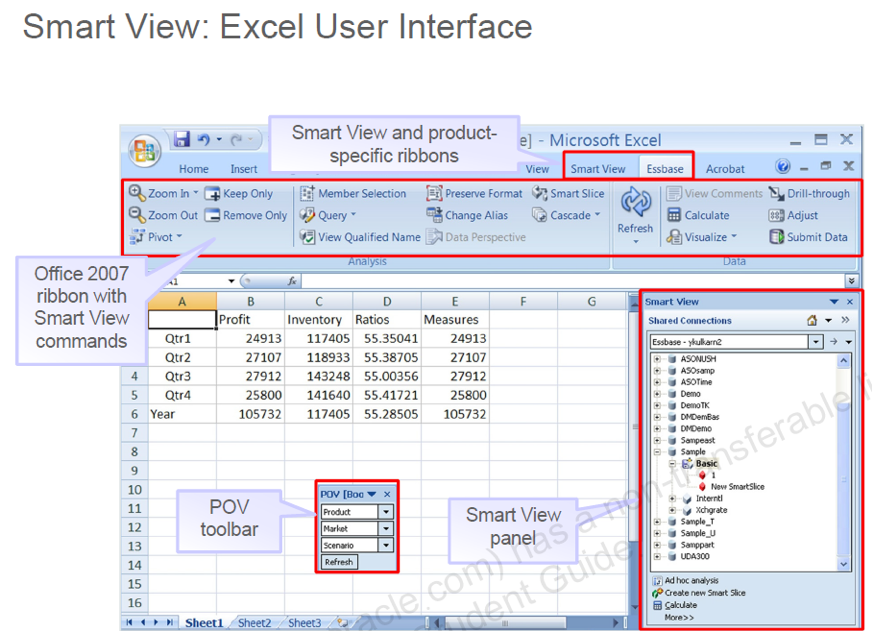 Smart View: Excel User Interface
Smart View and product-
specific ribbons
e] - Microsoft Excel
Home Insert View Smart View Essbase Acrobat
Zoom In Keep Only Member Selection Preserve Format Smart Slice View Comments Drill-through
Zoom Out Remove Only Query Change Alias Cascade Refresh Calculate Adjust
Pivot View Qualified Name Data Perspective Visualize Submit Data
Analysis Data
Office 2007
ribbon with
Smart View
commands
A1 fx
A B C D E F G
Profit Inventory Ratios Measures
Qtr1 24913 117405 55.35041 24913
Qtr2 27107 118933 55.38705 27107
4 Qtr3 27912 143248 55.00356 27912
5 Qtr4 25800 141640 55.41721 25800
6 Year 105732 117405 55.28505 105732
7
8
9
10
11
12
13
14
15
16
POV
toolbar
POV [Boo
Product
Market
Scenario
Refresh
Smart View
panel
Smart View
Shared Connections
Essbase - ykulkarn2
ASONUSH
ASOsamp
ASOTime
Demo
DemoTK
DMDemBas
DMDemo
Sampeast
Sample
Basic
1
New SmartSlice
Interntl
Xchgrate
Sample_T
Sample_U
Samppart
UDA300
Ad hoc analysis
Create new Smart Slice
Calculate
More>>
Sheet1 Sheet2 Sheet3
acle.com) has a non-transferable li
tudent Guide